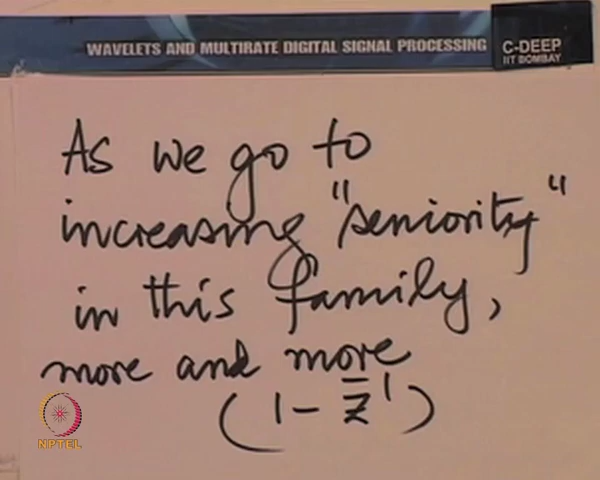 WAVELETS AND MULTIRATE DIGITAL SIGNAL PROCESSING
C-DEEP
IIT BOMBAY
As we go to
increasing "seniority"
in this family,
more and more
(1 - z⁻¹)
NPTEL